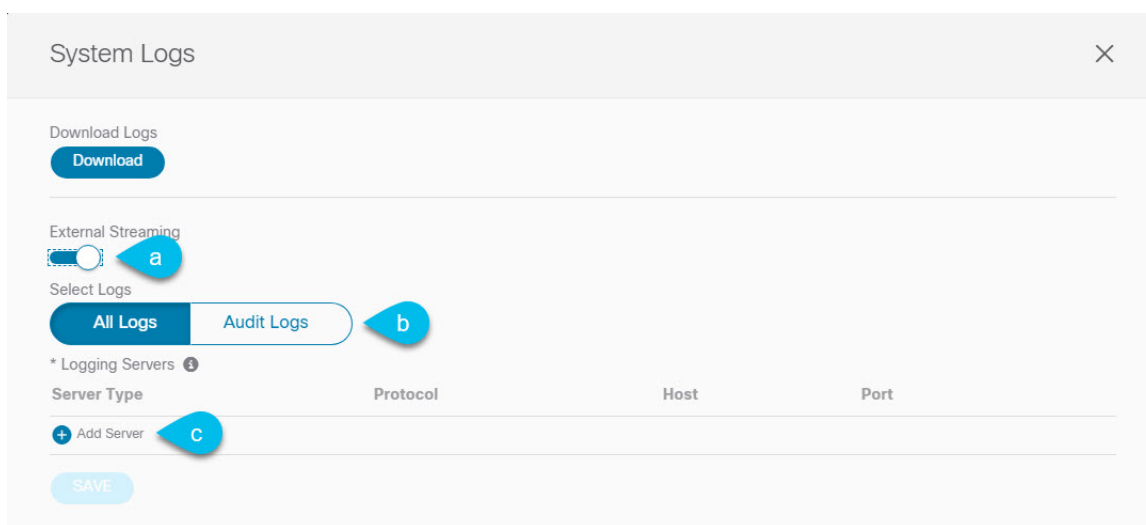 System Logs
Download Logs
Download
External Streaming
a
Select Logs
All Logs Audit Logs b
* Logging Servers
Server Type Protocol Host Port
Add Server c
SAVE